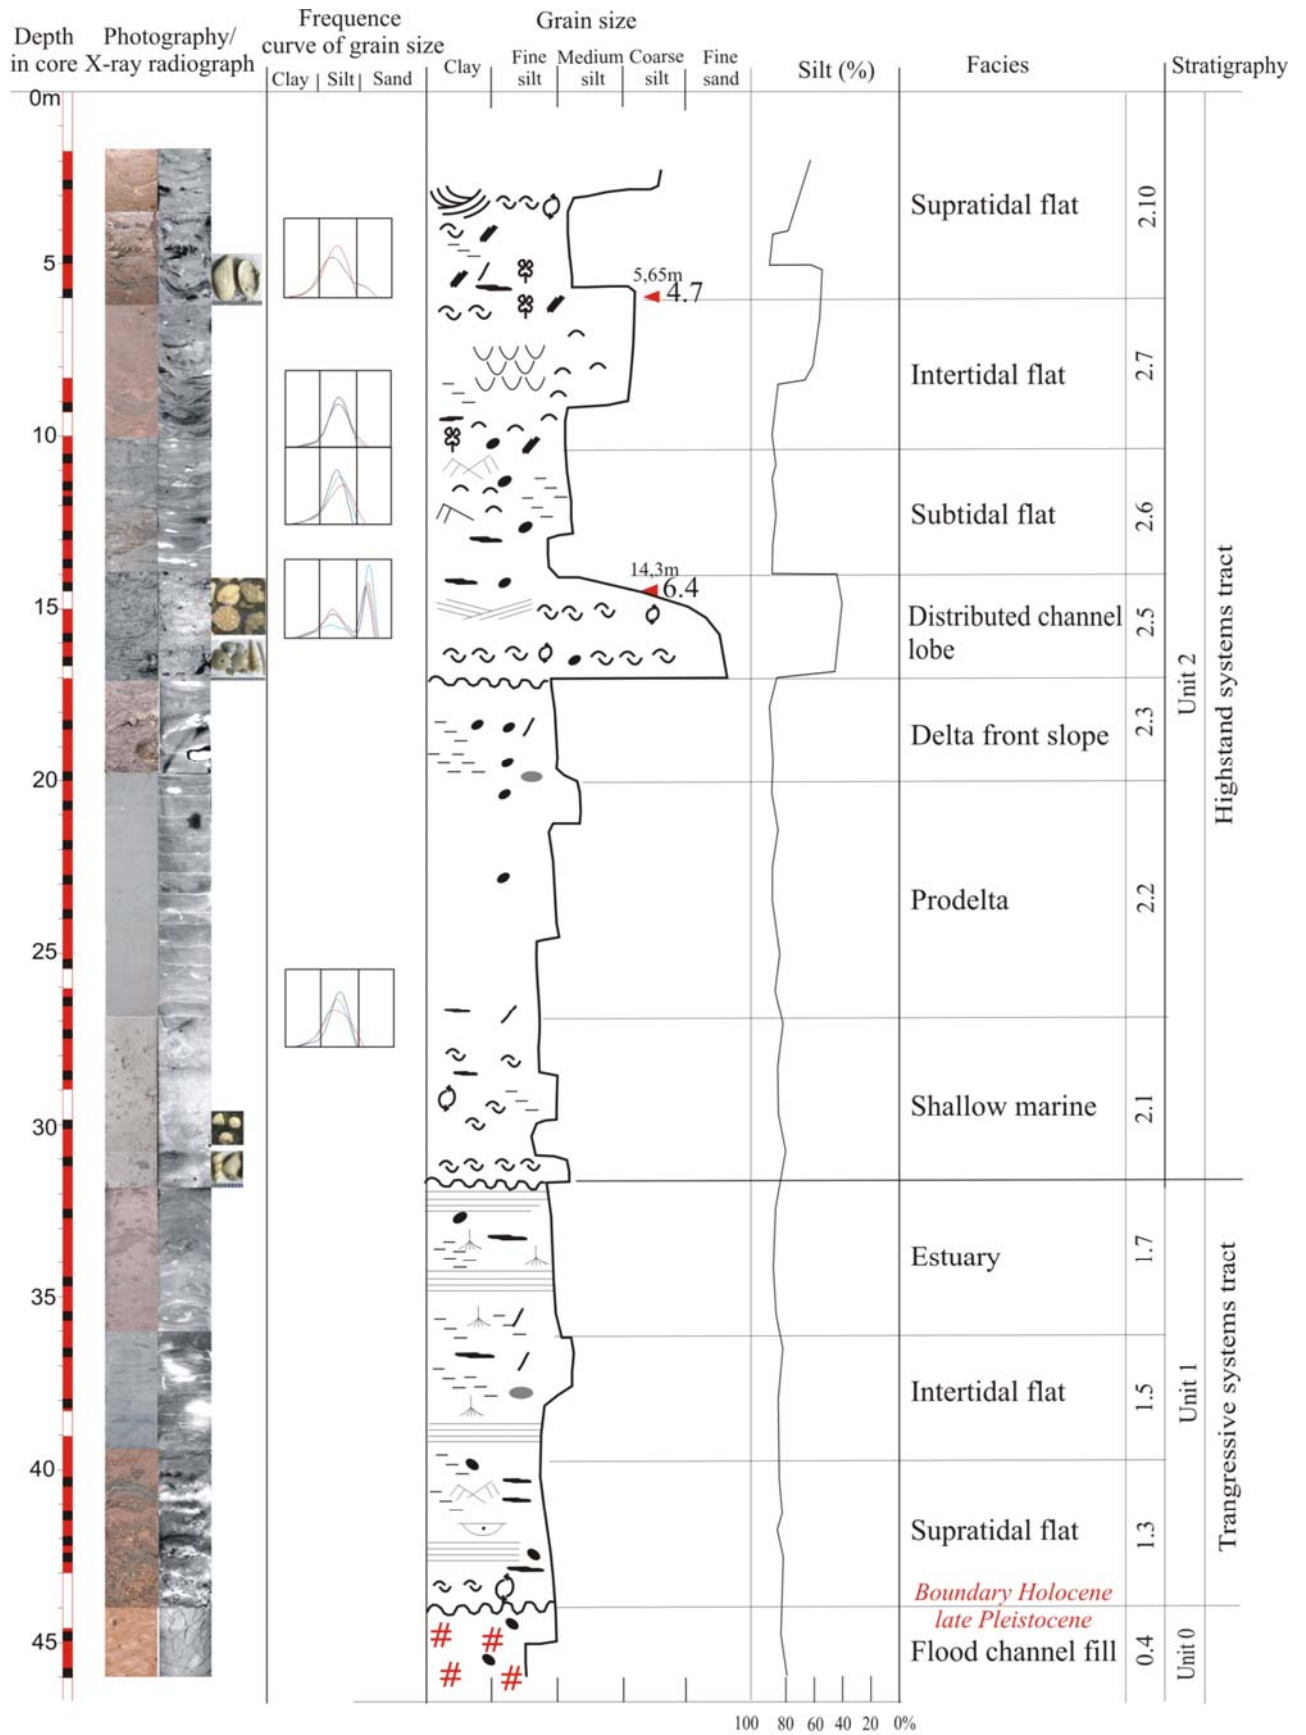 Depth
in core
Photography/
X-ray radiograph
Frequence
curve of grain size
Clay | Silt | Sand
Grain size
Clay
Fine
silt
Medium
silt
Coarse
silt
Fine
sand
Silt (%)
Facies
Stratigraphy
0m
5
10
15
20
25
30
35
40
45
5,65m
4.7
14,3m
6.4
Supratidal flat
2.10
Intertidal flat
2.7
Subtidal flat
2.6
Distributed channel
lobe
2.5
Delta front slope
2.3
Prodelta
2.2
Shallow marine
2.1
Estuary
1.7
Intertidal flat
1.5
Supratidal flat
1.3
Boundary Holocene
late Pleistocene
Flood channel fill
0.4
Unit 2
Unit 1
Unit 0
Highstand systems tract
Trangressive systems tract
# # # #
100 80 60 40 20 0%